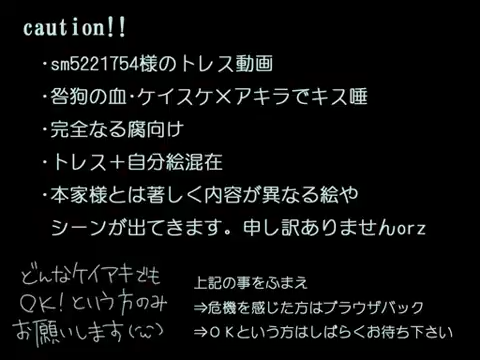 caution!!
・sm5221754様のトレス動画
・咎狗の血・ケイスケ×アキラでキス唾
・完全なる腐向け
・トレス＋自分絵混在
・本家様とは著しく内容が異なる絵や
シーンが出てきます。申し訳ありませんorz
どんなケイアキでも
OK!という方のみ
お願いします(^ω^)
上記の事をふまえ
⇒危機を感じた方はブラウザバック
⇒ＯＫという方はしばらくお待ち下さい